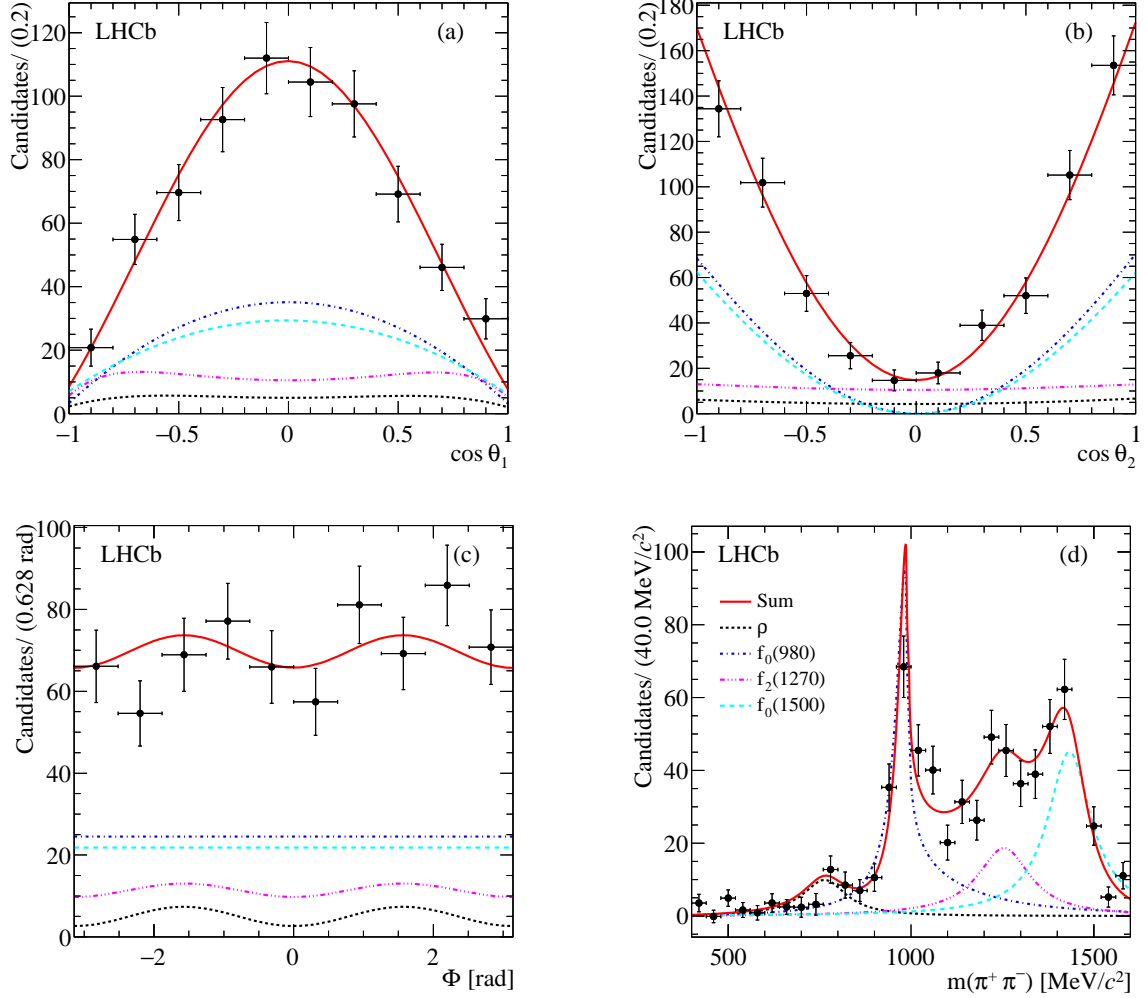 LHCb
(a)
Candidates/ (0.2)
0
20
40
60
80
100
120
−1
−0.5
0
0.5
1
cos θ1
LHCb
(b)
Candidates/ (0.2)
0
20
40
60
80
100
120
140
160
180
−1
−0.5
0
0.5
1
cos θ2
LHCb
(c)
Candidates/ (0.628 rad)
0
20
40
60
80
100
−2
0
2
Φ [rad]
LHCb
(d)
Candidates/ (40.0 MeV/c²)
0
20
40
60
80
100
Sum
ρ
f0(980)
f2(1270)
f0(1500)
500
1000
1500
m(π⁺ π⁻) [MeV/c²]